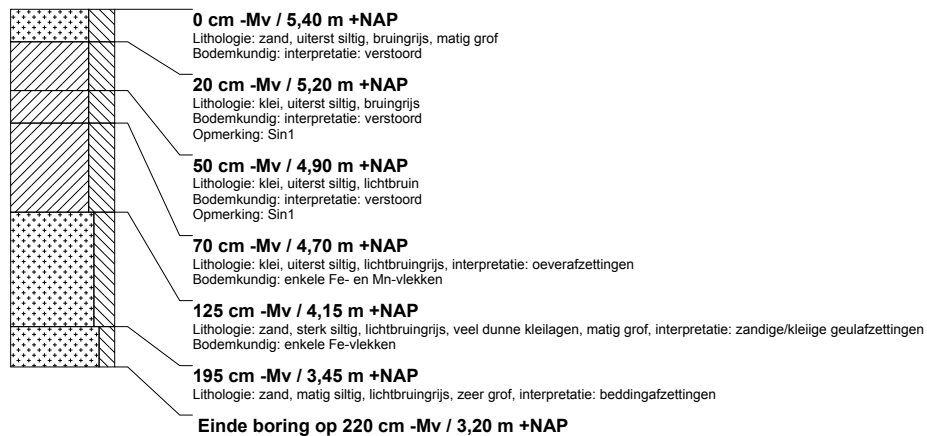 0 cm -Mv / 5,40 m +NAP
Lithologie: zand, uiterst siltig, bruingrijs, matig grof
Bodemkundig: interpretatie: verstoord
20 cm -Mv / 5,20 m +NAP
Lithologie: klei, uiterst siltig, bruingrijs
Bodemkundig: interpretatie: verstoord
Opmerking: Sin1
50 cm -Mv / 4,90 m +NAP
Lithologie: klei, uiterst siltig, lichtbruin
Bodemkundig: interpretatie: verstoord
Opmerking: Sin1
70 cm -Mv / 4,70 m +NAP
Lithologie: klei, uiterst siltig, lichtbruingrijs, interpretatie: oeverafzettingen
Bodemkundig: enkele Fe- en Mn-vlekken
125 cm -Mv / 4,15 m +NAP
Lithologie: zand, sterk siltig, lichtbruingrijs, veel dunne kleilagen, matig grof, interpretatie: zandige/kleiige geulafzettingen
Bodemkundig: enkele Fe-vlekken
195 cm -Mv / 3,45 m +NAP
Lithologie: zand, matig siltig, lichtbruingrijs, zeer grof, interpretatie: beddingafzettingen
Einde boring op 220 cm -Mv / 3,20 m +NAP